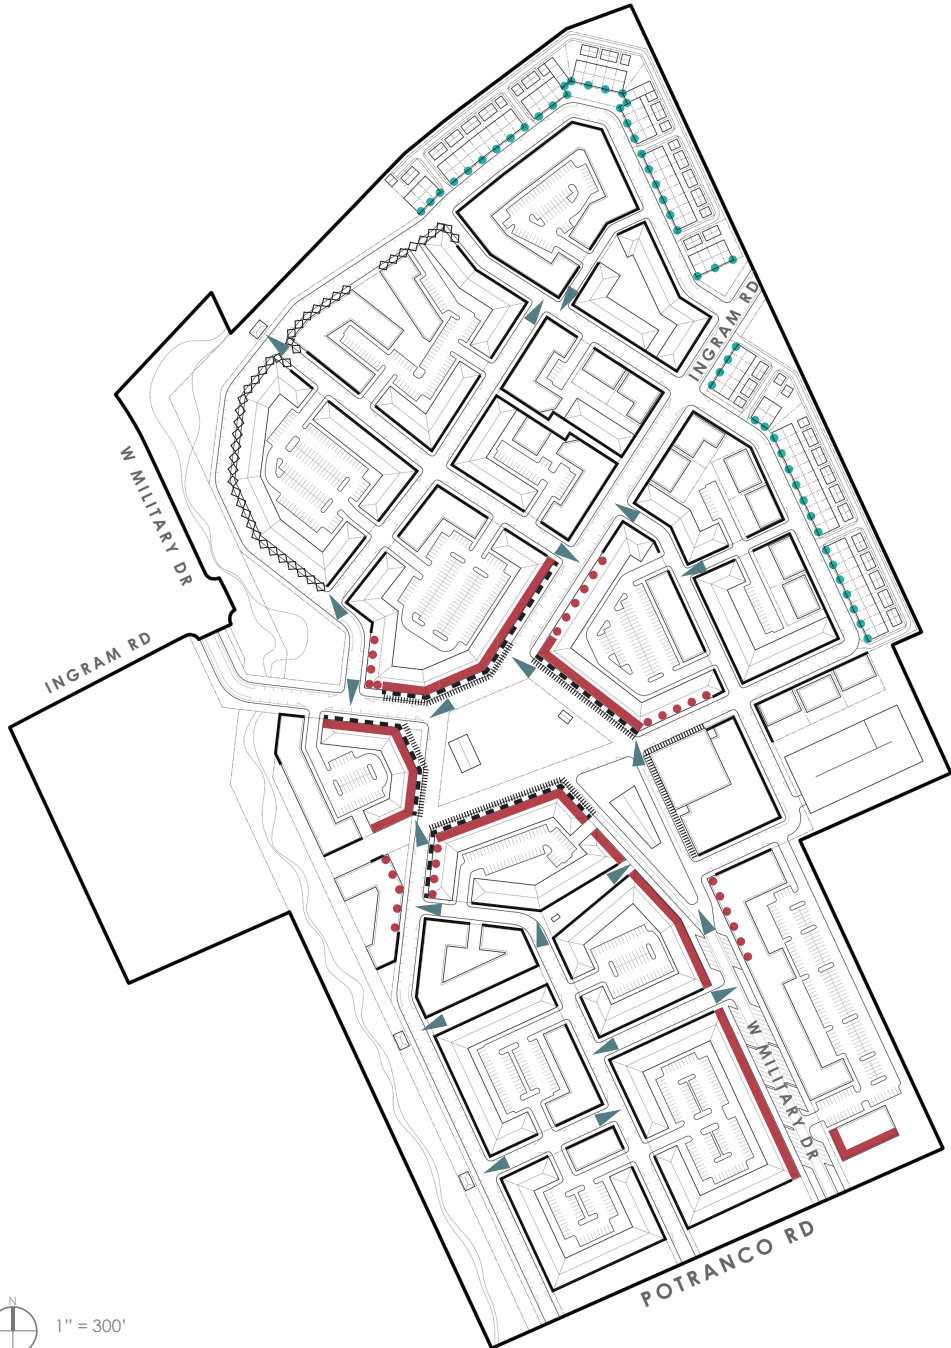 INGRAM RD
W MILITARY DR
INGRAM RD
W MILITARY DR
POTRANCO RD
N
1" = 300'